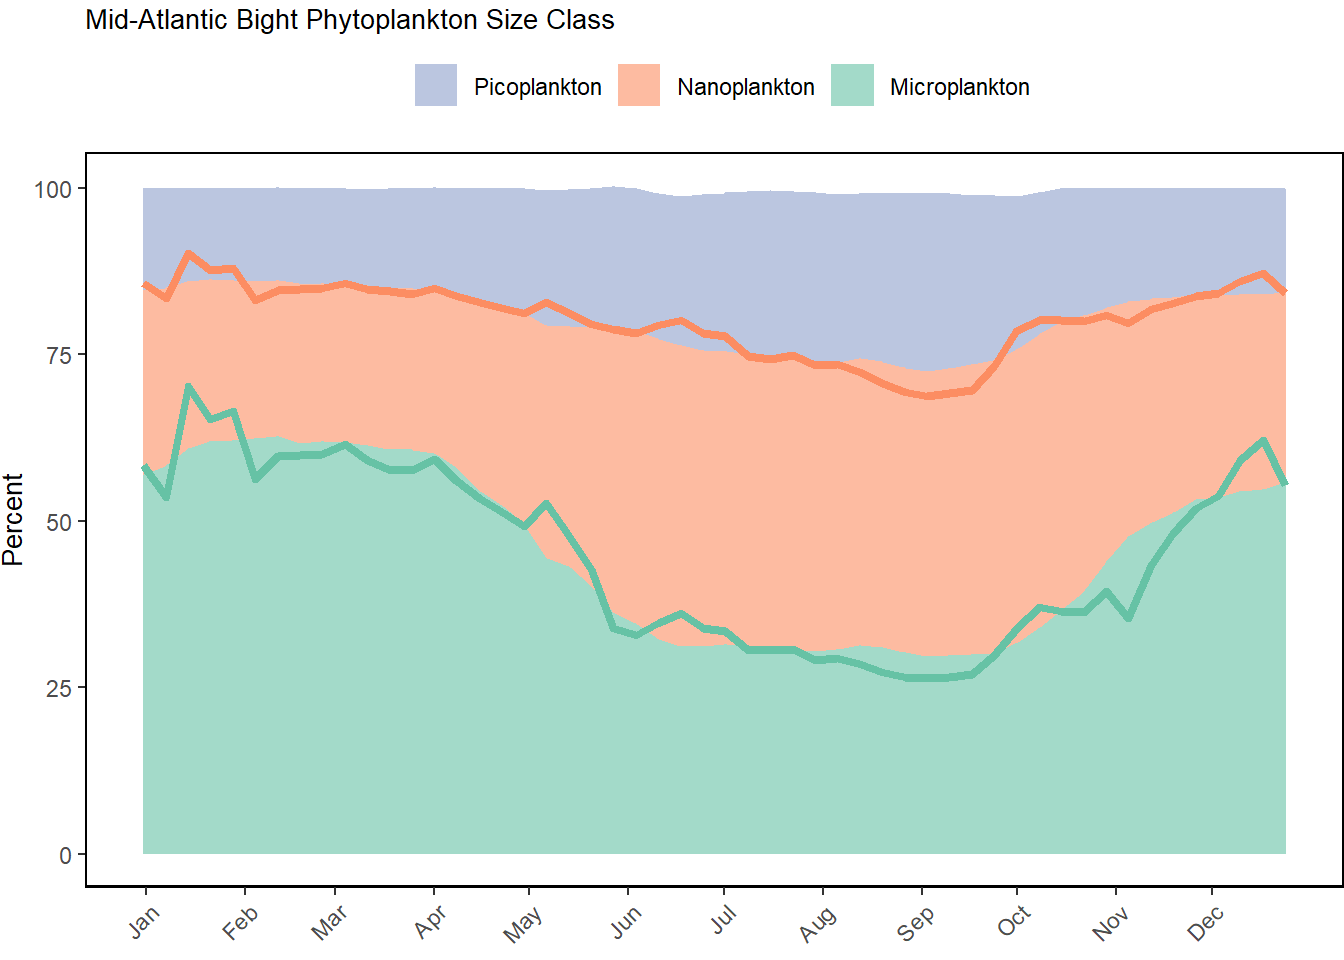 Mid-Atlantic Bight Phytoplankton Size Class
Picoplankton Nanoplankton Microplankton
100
75
50
25
0
Percent
Jan Feb Mar Apr May Jun Jul Aug Sep Oct Nov Dec